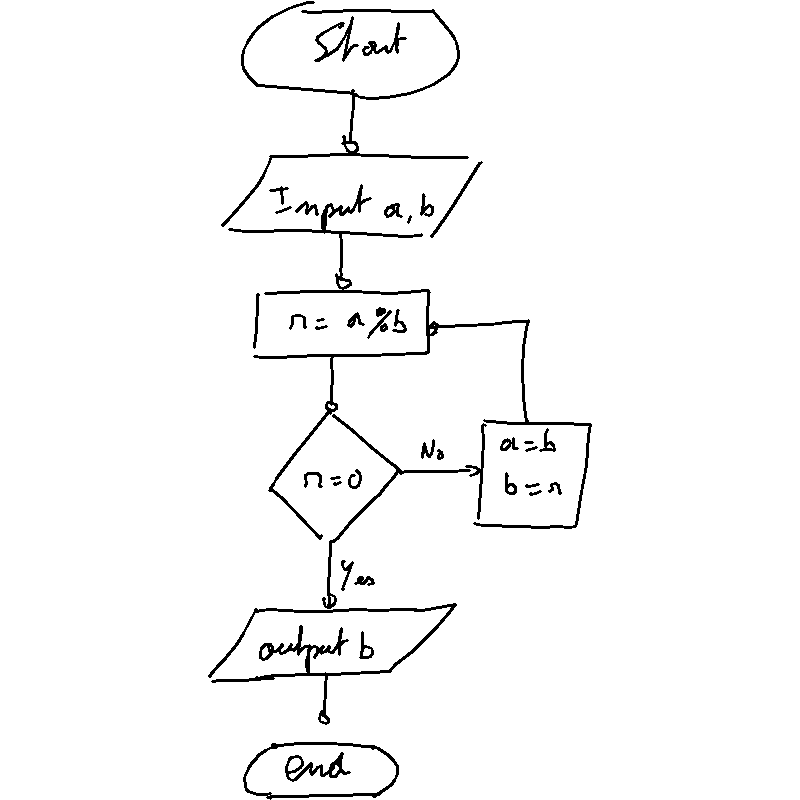 Start
Input a, b
r = a % b
r = 0
No
a = b
b = r
Yes
output b
end